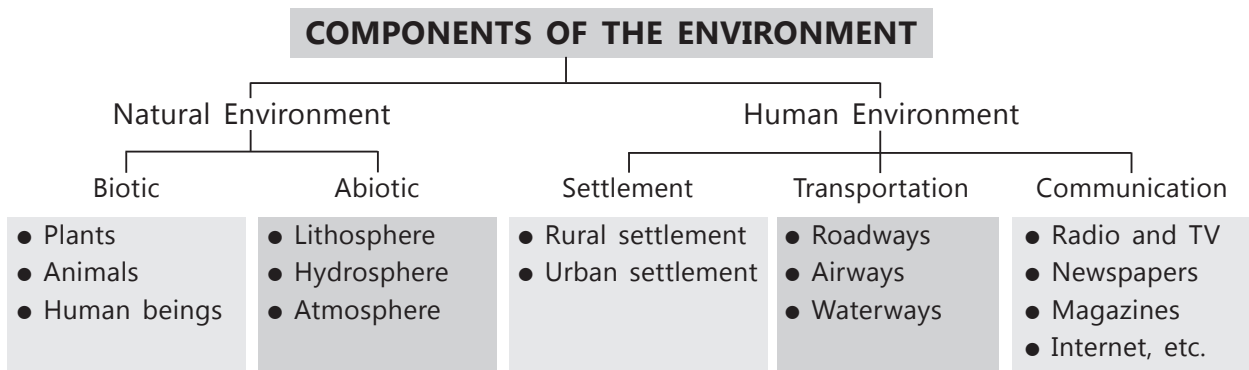 COMPONENTS OF THE ENVIRONMENT
Natural Environment
Human Environment
Biotic
Abiotic
Settlement
Transportation
Communication
● Plants
● Animals
● Human beings
● Lithosphere
● Hydrosphere
● Atmosphere
● Rural settlement
● Urban settlement
● Roadways
● Airways
● Waterways
● Radio and TV
● Newspapers
● Magazines
● Internet, etc.